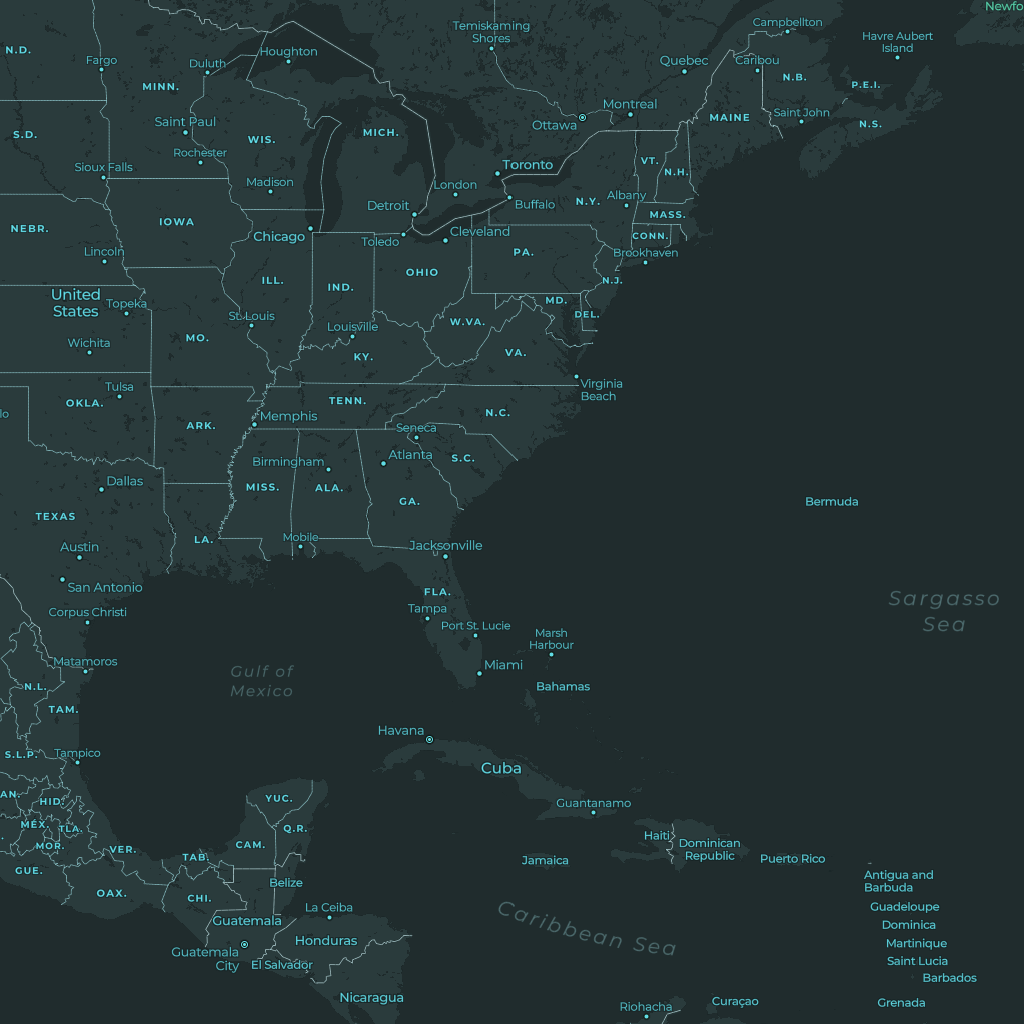 Newfo
Temiskaming
Shores
Campbellton
Havre Aubert
Island
N.D.
Fargo
Houghton
Duluth
Quebec
Caribou
N.B.
MINN.
P.E.I.
Montreal
MAINE
Saint John
N.S.
Ottawa
S.D.
Saint Paul
WIS.
MICH.
Rochester
VT.
Sioux Falls
Toronto
N.H.
Madison
London
Buffalo
N.Y.
Albany
MASS.
Detroit
NEBR.
IOWA
Chicago
Toledo
Cleveland
CONN.
Lincoln
PA.
Brookhaven
ILL.
IND.
OHIO
N.J.
United
States
Topeka
MD.
DEL.
St. Louis
Louisville
W.VA.
MO.
Wichita
KY.
VA.
Tulsa
Virginia
Beach
OKLA.
TENN.
lo
ARK.
Memphis
N.C.
Seneca
Birmingham
Atlanta
S.C.
Dallas
MISS.
ALA.
GA.
Bermuda
TEXAS
LA.
Mobile
Jacksonville
Austin
San Antonio
FLA.
Sargasso
Sea
Corpus Christi
Tampa
Port St. Lucie
Marsh
Harbour
Matamoros
Gulf of
Mexico
Miami
N.L.
Bahamas
TAM.
Havana
S.L.P.
Tampico
Cuba
AN.
HID.
YUC.
Guantanamo
MÉX.
TLA.
Q.R.
.
MOR.
VER.
CAM.
Haiti
Dominican
Republic
TAB.
Jamaica
Puerto Rico
GUE.
Antigua and
Barbuda
OAX.
CHI.
Belize
Guadeloupe
La Ceiba
Guatemala
Caribbean Sea
Dominica
Honduras
Martinique
Guatemala
City
El Salvador
Saint Lucia
Barbados
Nicaragua
Riohacha
Curaçao
Grenada